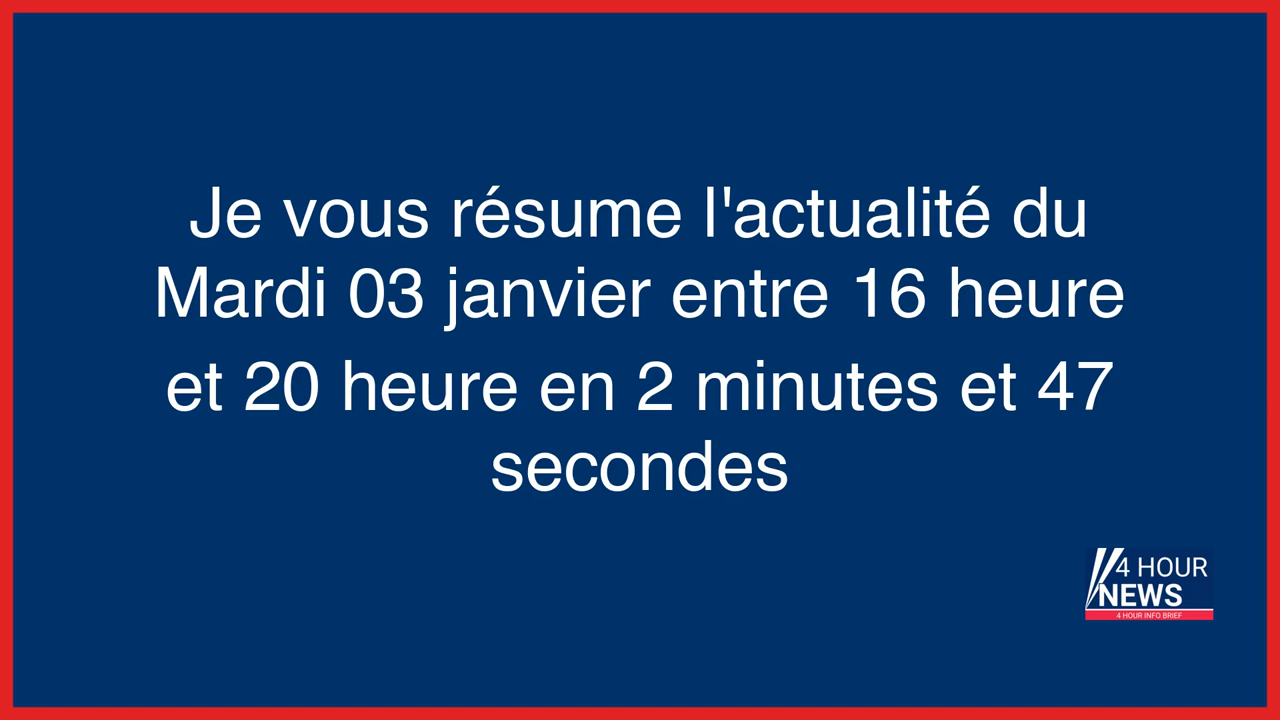 Je vous résume l'actualité du
Mardi 03 janvier entre 16 heure
et 20 heure en 2 minutes et 47
secondes
4 HOUR
NEWS
4 HOUR INFO BRIEF